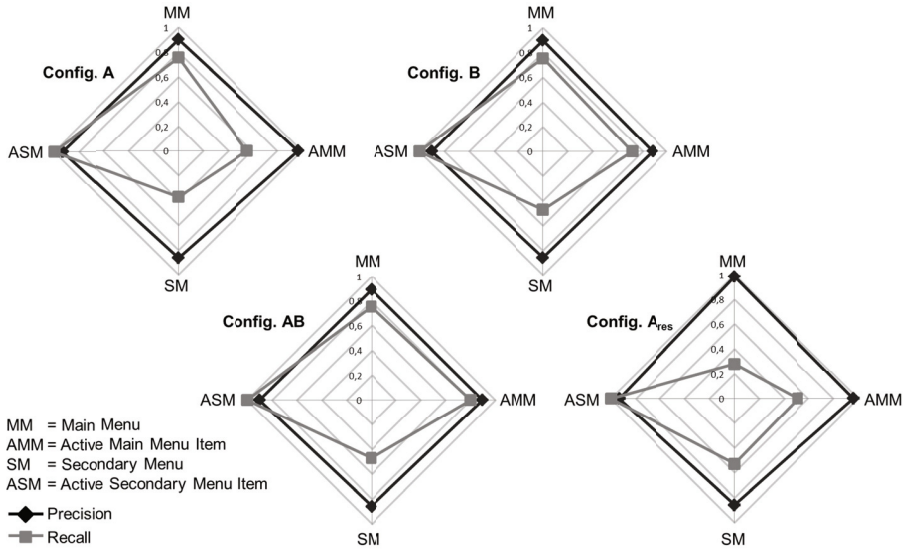 MM
1
0,8
0,6
0,4
0,2
0
Config. A
ASM
AMM
SM
MM
1
0,8
0,6
0,4
0,2
0
Config. B
ASM
AMM
SM
MM
1
0,8
0,6
0,4
0,2
0
Config. AB
ASM
AMM
SM
MM
1
0,8
0,6
0,4
0,2
0
Config. Ares
ASM
AMM
SM
MM = Main Menu
AMM = Active Main Menu Item
SM = Secondary Menu
ASM = Active Secondary Menu Item
Precision
Recall